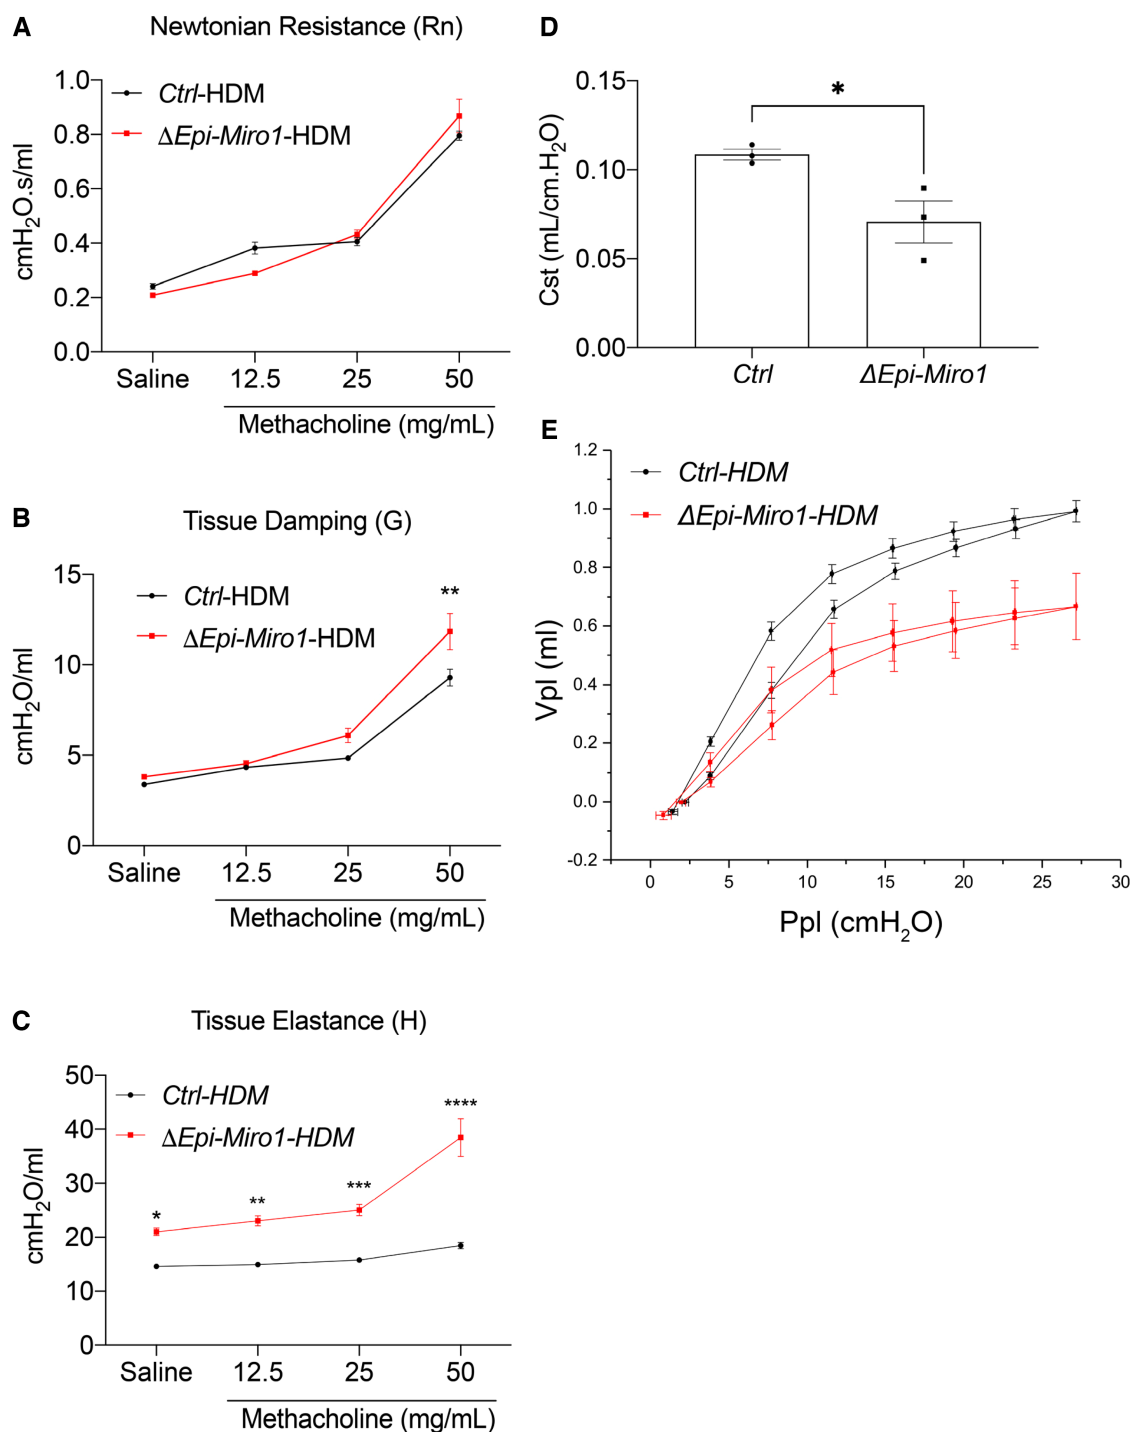 A
Newtonian Resistance (Rn)
Ctrl-HDM
ΔEpi-Miro1-HDM
cmH2O.s/ml
1.0
0.8
0.6
0.4
0.2
0.0
Saline 12.5 25 50
Methacholine (mg/mL)
B
Tissue Damping (G)
Ctrl-HDM
ΔEpi-Miro1-HDM
**
cmH2O/ml
15
10
5
0
Saline 12.5 25 50
Methacholine (mg/mL)
C
Tissue Elastance (H)
Ctrl-HDM
ΔEpi-Miro1-HDM
* ** *** ****
cmH2O/ml
50
40
30
20
10
0
Saline 12.5 25 50
Methacholine (mg/mL)
D
*
Cst (mL/cm.H2O)
0.15
0.10
0.05
0.00
Ctrl ΔEpi-Miro1
E
Ctrl-HDM
ΔEpi-Miro1-HDM
Vpl (ml)
1.2
1.0
0.8
0.6
0.4
0.2
0.0
-0.2
0 5 10 15 20 25 30
Ppl (cmH2O)